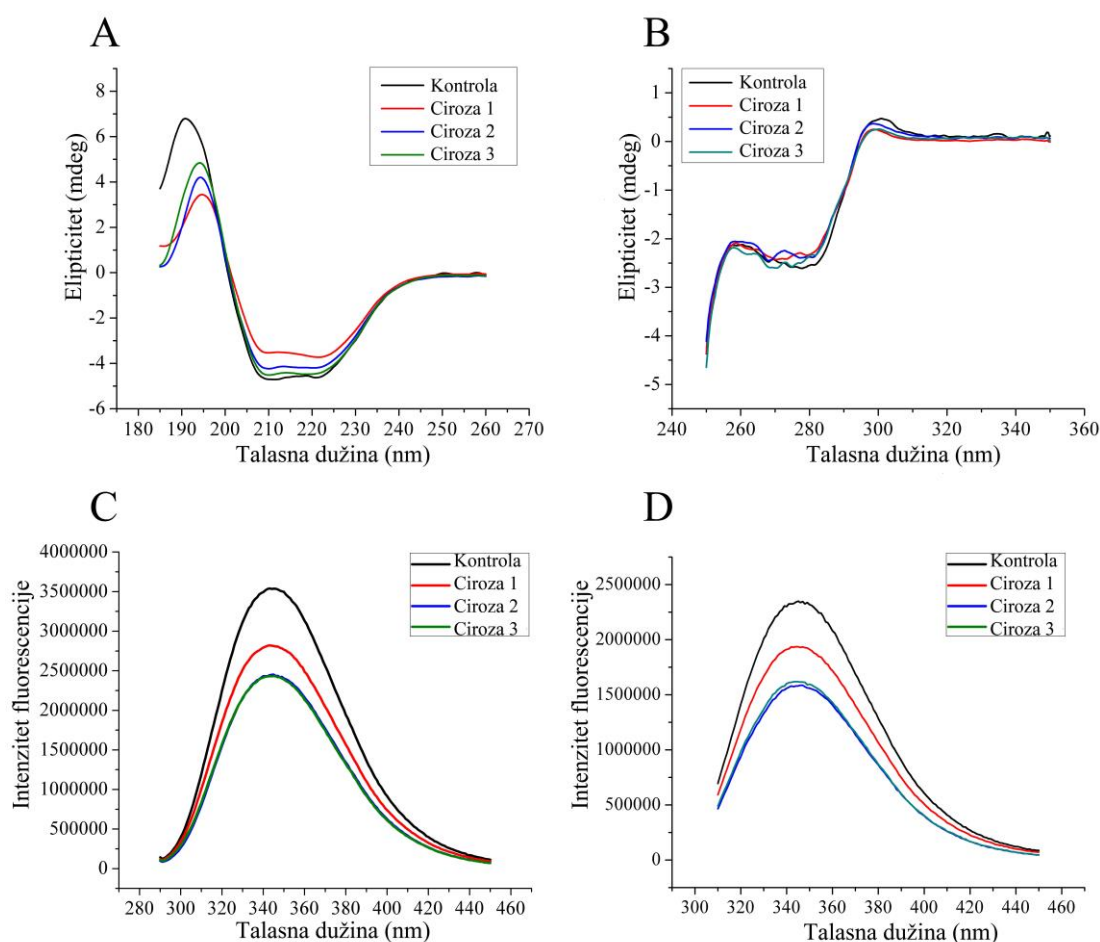 A
Elipticitet (mdeg)
8
6
4
2
0
-2
-4
-6
180 190 200 210 220 230 240 250 260 270
Talasna dužina (nm)
Kontrola
Ciroza 1
Ciroza 2
Ciroza 3
B
Elipticitet (mdeg)
1
0
-1
-2
-3
-4
-5
240 260 280 300 320 340 360
Talasna dužina (nm)
Kontrola
Ciroza 1
Ciroza 2
Ciroza 3
C
Intenzitet fluorescencije
4000000
3500000
3000000
2500000
2000000
1500000
1000000
500000
0
280 300 320 340 360 380 400 420 440 460
Talasna dužina (nm)
Kontrola
Ciroza 1
Ciroza 2
Ciroza 3
D
Intenzitet fluorescencije
2500000
2000000
1500000
1000000
500000
0
300 320 340 360 380 400 420 440 460
Talasna dužina (nm)
Kontrola
Ciroza 1
Ciroza 2
Ciroza 3